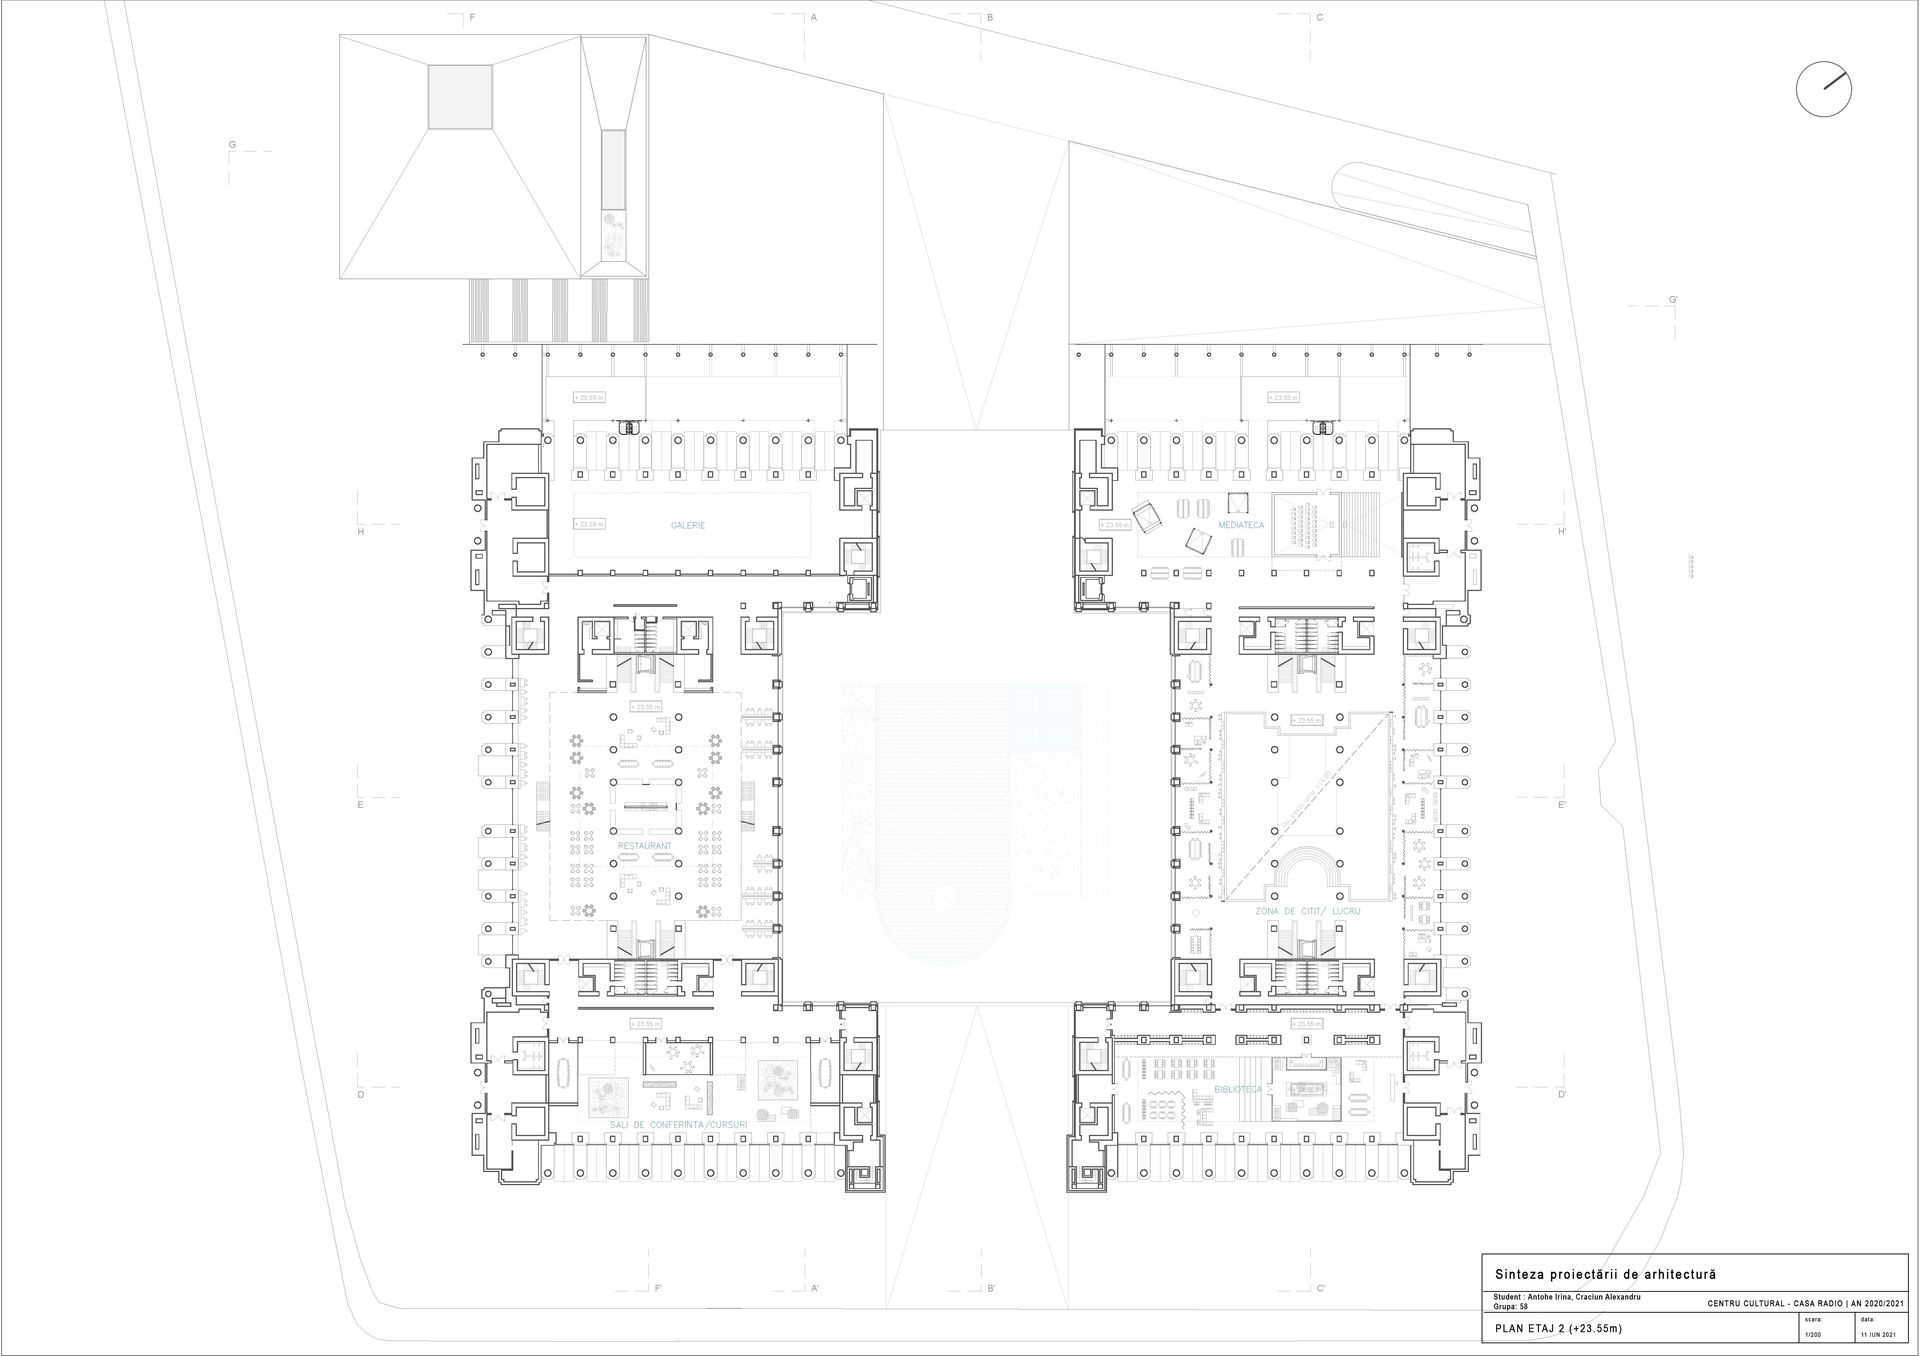 F
A
B
C
G
G'
+ 23.55 m
+ 23.55 m
+ 23.55 m
GALERIE
+ 23.55 m
MEDIATECA
H
H'
+ 23.55 m
+ 23.55 m
Se opreste
E
E'
RESTAURANT
ZONA DE CITIT/ LUCRU
+ 23.55 m
+ 23.55 m
D
BIBLIOTECA
D'
SALI DE CONFERINTA/CURSURI
F'
A'
B'
C'
Sinteza proiectării de arhitectură
Student : Antohe Irina, Craciun Alexandru
Grupa: 58
CENTRU CULTURAL - CASA RADIO | AN 2020/2021
PLAN ETAJ 2 (+23.55m)
scara:
1/200
data:
11 IUN 2021